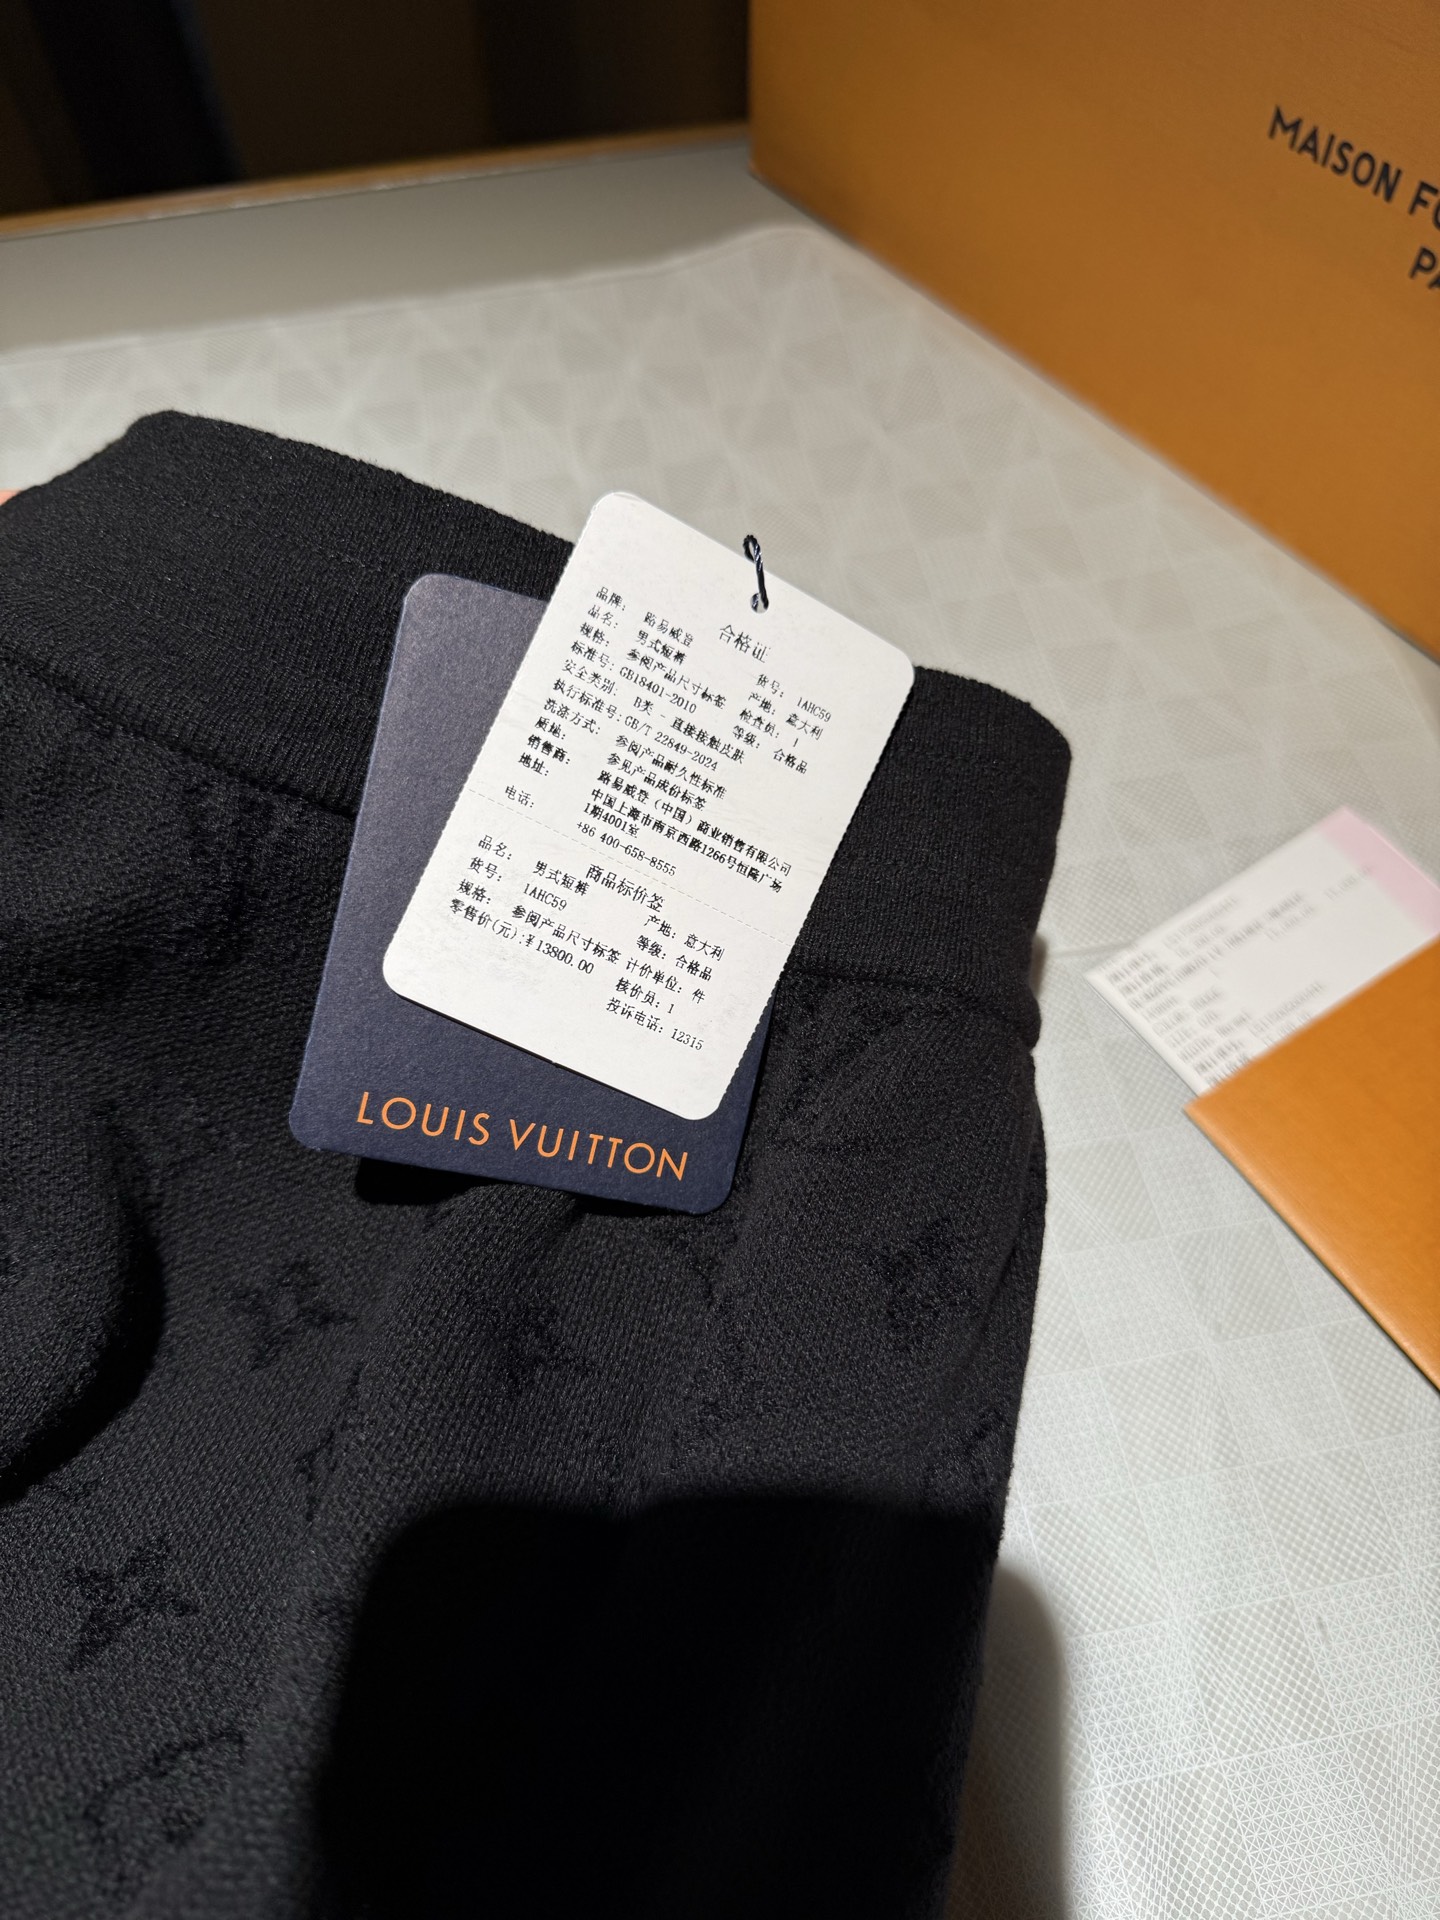 MAISON FO
PA
合格证
品牌: 路易威登 货号: 1AHC59
品名: 男式短裤 产地: 意大利
规格: 参阅产品尺寸标签 检查员: 1
标准号: GB18401-2010 等级: 合格品
安全类别: B类 - 直接接触皮肤
执行标准号: GB/T 22849-2024
洗涤方式: 参阅产品耐久性标准
质地: 参见产品成份标签
销售商: 路易威登（中国）商业销售有限公司
地址: 中国上海市南京西路1266号恒隆广场
1期4001室
电话: +86 400-658-8555
商品标价签
品名: 男式短裤 产地: 意大利
货号: 1AHC59 等级: 合格品
规格: 参阅产品尺寸标签 计价单位: 件
零售价(元):¥13800.00 核价员: 1
投诉电话: 12315
LOUIS VUITTON